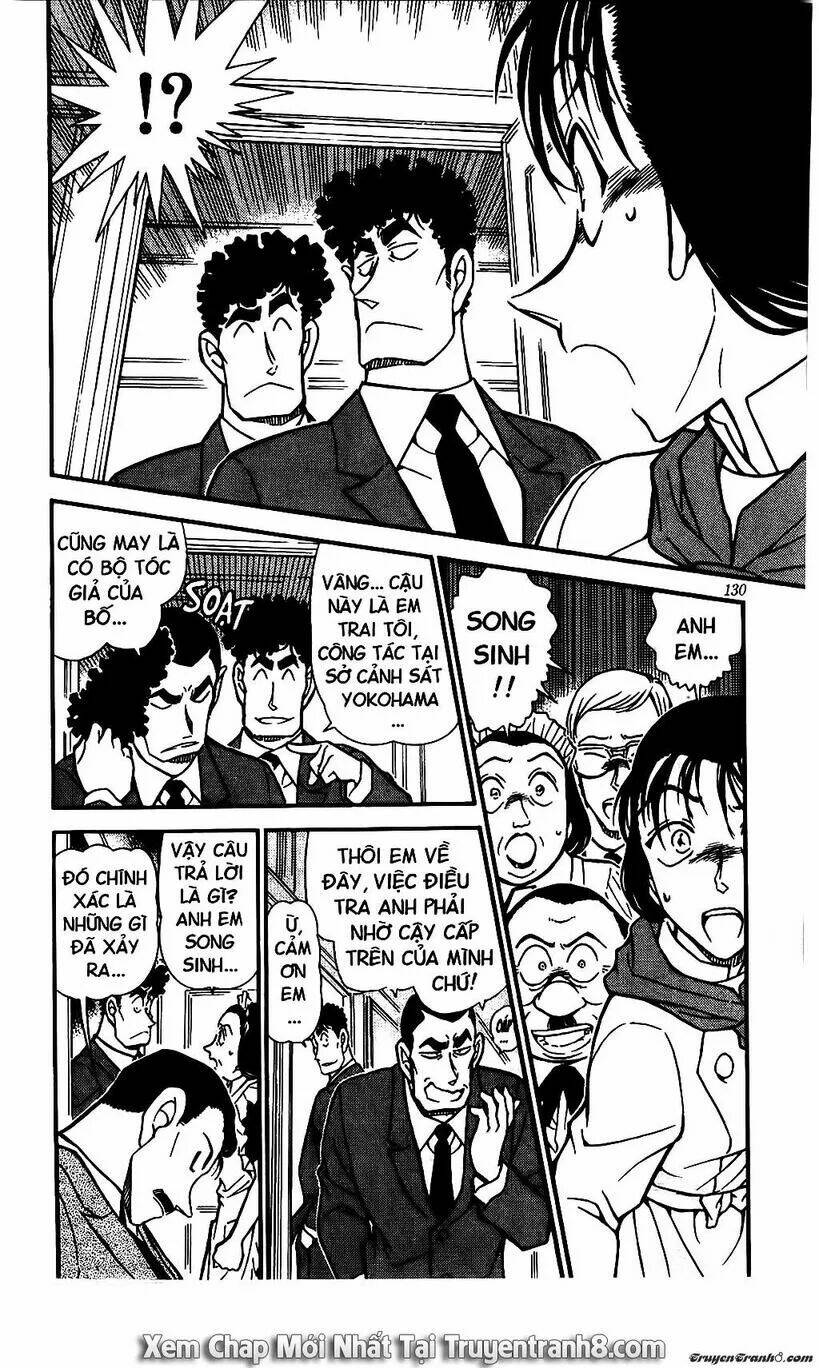 !?
130
ANH
EM...
SONG
SINH
!!
VÂNG... CẬU
NÀY LÀ EM
TRAI TÔI,
CÔNG TÁC TẠI
SỞ CẢNH SÁT
YOKOHAMA
...
SOẠT
CŨNG MAY LÀ
CÓ BỘ TÓC
GIẢ CỦA
BỐ...
THÔI EM VỀ
ĐÂY, VIỆC ĐIỀU
TRA ANH PHẢI
NHỜ CẬY CẤP
TRÊN CỦA MÌNH
CHỨ!
Ừ,
CẢM
ƠN
EM
...
VẬY CÂU
TRẢ LỜI
LÀ GÌ?
ANH EM
SONG
SINH...
ĐÓ CHÍNH
XÁC LÀ
NHỮNG GÌ
ĐÃ XẢY
RA...
Xem Chap Mới Nhất Tại Truyentranh8.com
TruyenTranh8.com